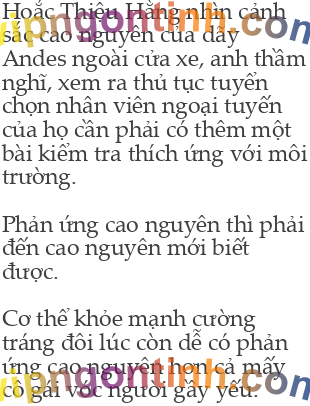 Hoắc Thiệu Hằng nhìn cảnh
sắc cao nguyên của dãy
Andes ngoài cửa xe, anh thầm
nghĩ, xem ra thủ tục tuyển
chọn nhân viên ngoại tuyến
của họ cần phải có thêm một
bài kiểm tra thích ứng với môi
trường.
Phản ứng cao nguyên thì phải
đến cao nguyên mới biết
được.
Cơ thể khỏe mạnh cường
tráng đôi lúc còn dễ có phản
ứng cao nguyên hơn cả mấy
cô gái vóc người gầy yếu.
vipngontinh.com
vipngontinh.com